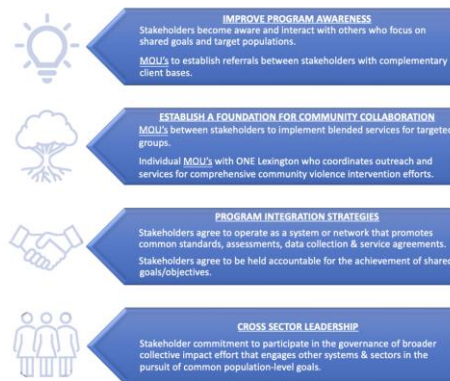 IMPROVE PROGRAM AWARENESS
Stakeholders become aware and interact with others who focus on
shared goals and target populations.
MOU's to establish referrals between stakeholders with complementary
client bases.
ESTABLISH A FOUNDATION FOR COMMUNITY COLLABORATION
MOU's between stakeholders to implement blended services for targeted
groups.
Individual MOU's with ONE Lexington who coordinates outreach and
services for comprehensive community violence intervention efforts.
PROGRAM INTEGRATION STRATEGIES
Stakeholders agree to operate as a system or network that promotes
common standards, assessments, data collection & service agreements.
Stakeholders agree to be held accountable for the achievement of shared
goals/objectives.
CROSS SECTOR LEADERSHIP
Stakeholder commitment to participate in the governance of broader
collective impact effort that engages other systems & sectors in the
pursuit of common population-level goals.